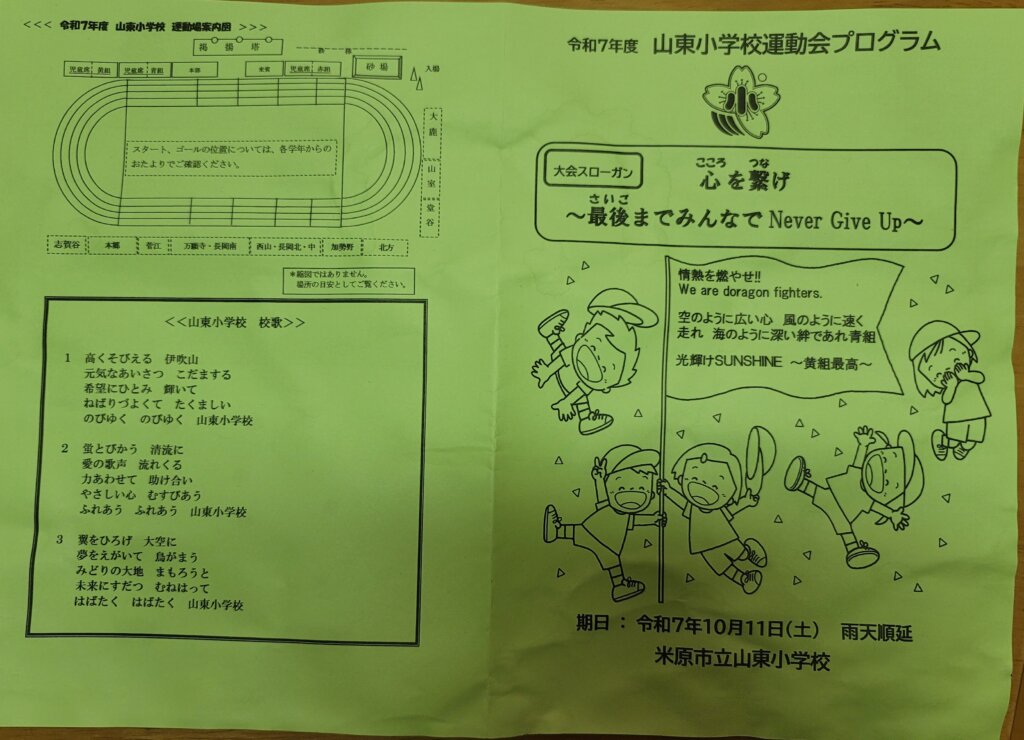 <<< 令和7年度 山東小学校 運動場案内図 >>>
掲揚塔
児童席 黄組
児童席 青組
本部
来賓
児童席 赤組
砂場
入場
スタート、ゴールの位置については、各学年からの
おたよりでご確認ください。
大鹿
山室
堂谷
志賀谷
本郷
菅江
万願寺・長岡南
西山・長岡北・中
加勢野
北方
*縮図ではありません。
場所の目安としてご覧ください。
<<山東小学校 校歌>>
1 高くそびえる 伊吹山
元気なあいさつ こだまする
希望にひとみ 輝いて
ねばりづよくて たくましい
のびゆく のびゆく 山東小学校
2 蛍とびかう 清流に
愛の歌声 流れくる
力あわせて 助け合い
やさしい心 むすびあう
ふれあう ふれあう 山東小学校
3 翼をひろげ 大空に
夢をえがいて 鳥がまう
みどりの大地 まもろうと
未来にすだつ むねはって
はばたく はばたく 山東小学校
令和7年度 山東小学校運動会プログラム
大会スローガン
こころ つな
心を繋げ
さいご
～最後までみんなで Never Give Up～
情熱を燃やせ!!
We are doragon fighters.
空のように広い心 風のように速く
走れ 海のように深い絆であれ青組
光輝けSUNSHINE ～黄組最高～
期日：令和7年10月11日(土) 雨天順延
米原市立山東小学校